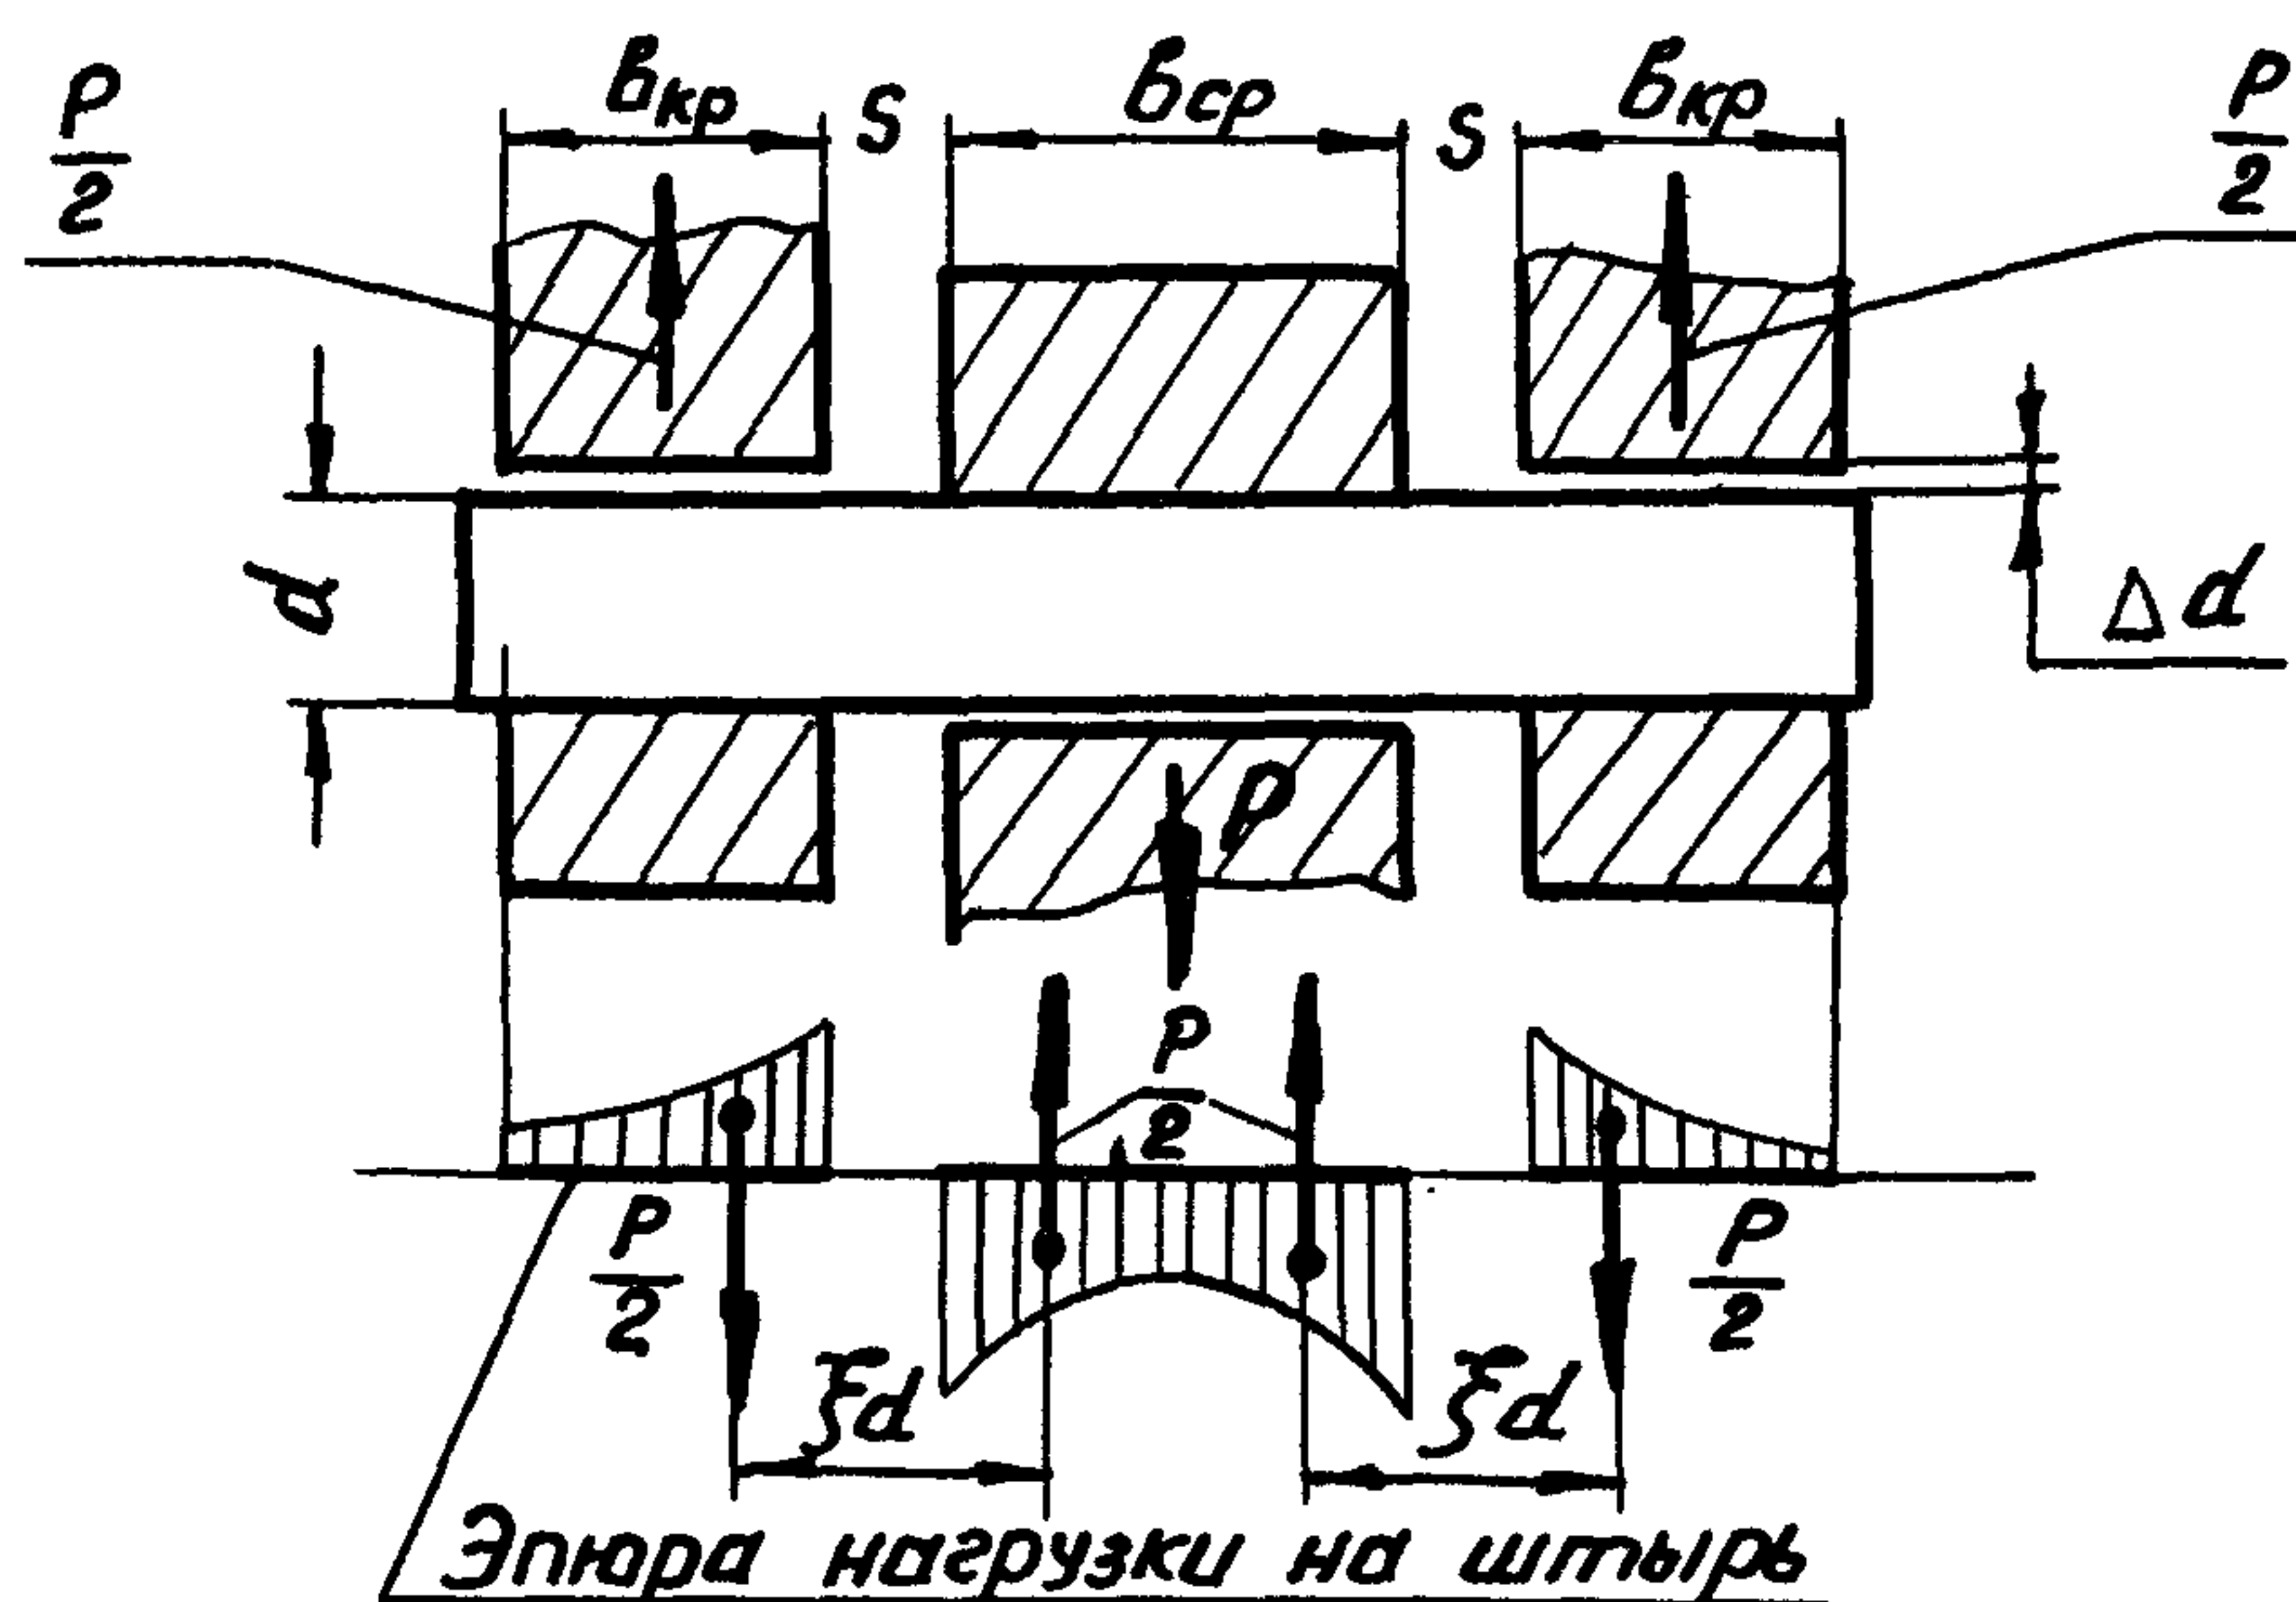 P/2 вкр S вср S вкр P/2
d
Δd
P
P/2
P/2 P/2
ξd ξd
Эпюра нагрузки на штырь